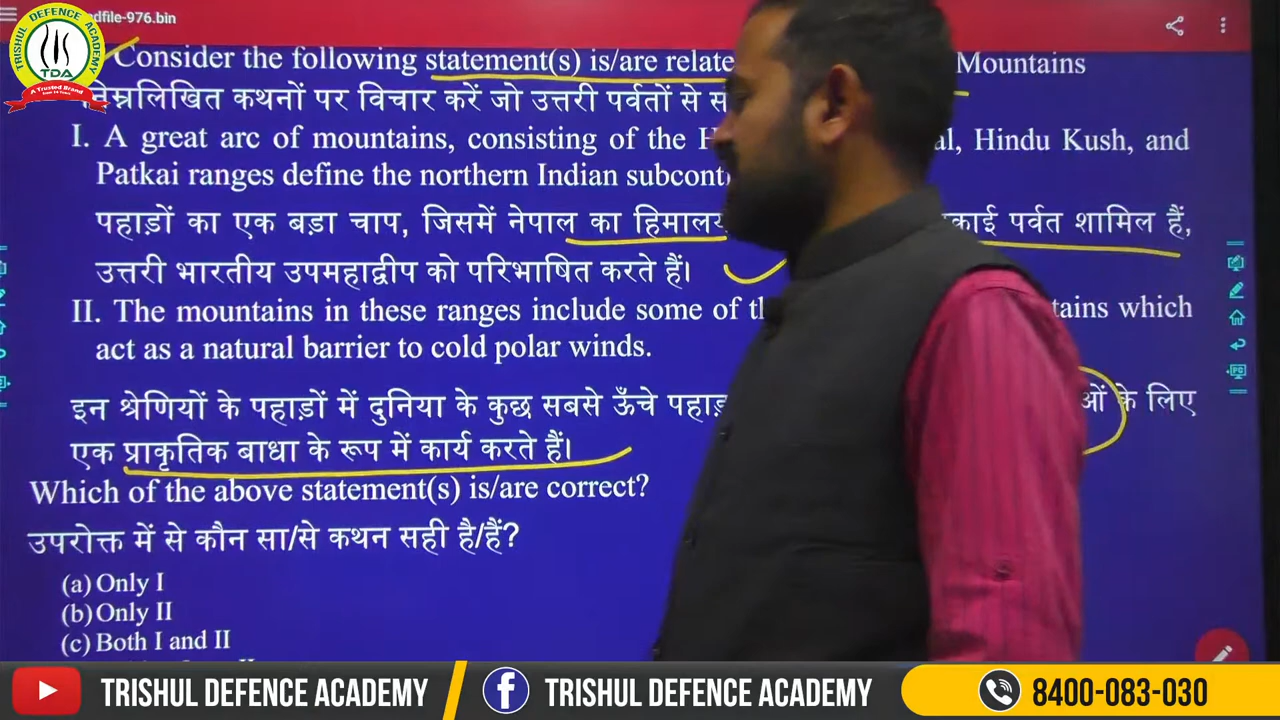 TRISHUL DEFENCE ACADEMY
TDA
A Trusted Brand
dfile-976.bin
Consider the following statement(s) is/are relate Mountains
निम्नलिखित कथनों पर विचार करें जो उत्तरी पर्वतों से स
I. A great arc of mountains, consisting of the H al, Hindu Kush, and
Patkai ranges define the northern Indian subconti
पहाड़ों का एक बड़ा चाप, जिसमें नेपाल का हिमालय काई पर्वत शामिल हैं,
उत्तरी भारतीय उपमहाद्वीप को परिभाषित करते हैं।
II. The mountains in these ranges include some of th tains which
act as a natural barrier to cold polar winds.
इन श्रेणियों के पहाड़ों में दुनिया के कुछ सबसे ऊँचे पहाड़ ओं के लिए
एक प्राकृतिक बाधा के रूप में कार्य करते हैं।
Which of the above statement(s) is/are correct?
उपरोक्त में से कौन सा/से कथन सही है/हैं?
(a) Only I
(b) Only II
(c) Both I and II
TRISHUL DEFENCE ACADEMY TRISHUL DEFENCE ACADEMY 8400-083-030